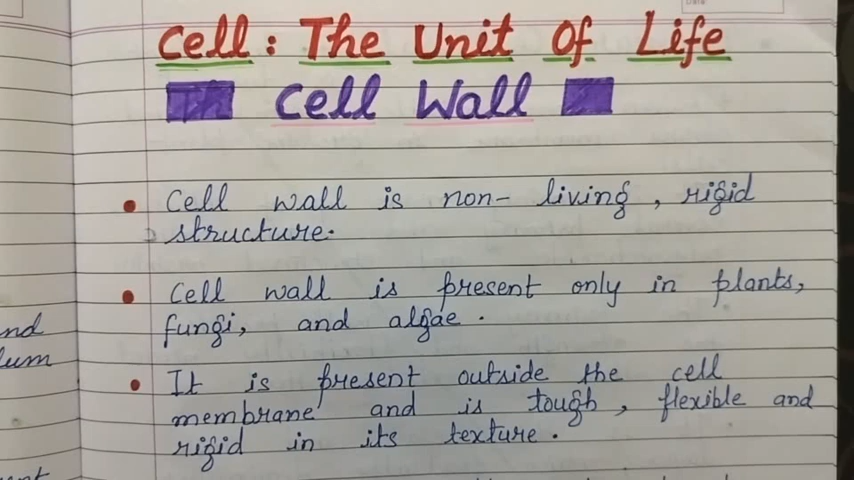 Cell: The Unit Of Life
Cell Wall
• Cell wall is non- living, rigid
structure.
• Cell wall is present only in plants,
fungi, and algae.
• It is present outside the cell
membrane and is tough, flexible and
rigid in its texture.